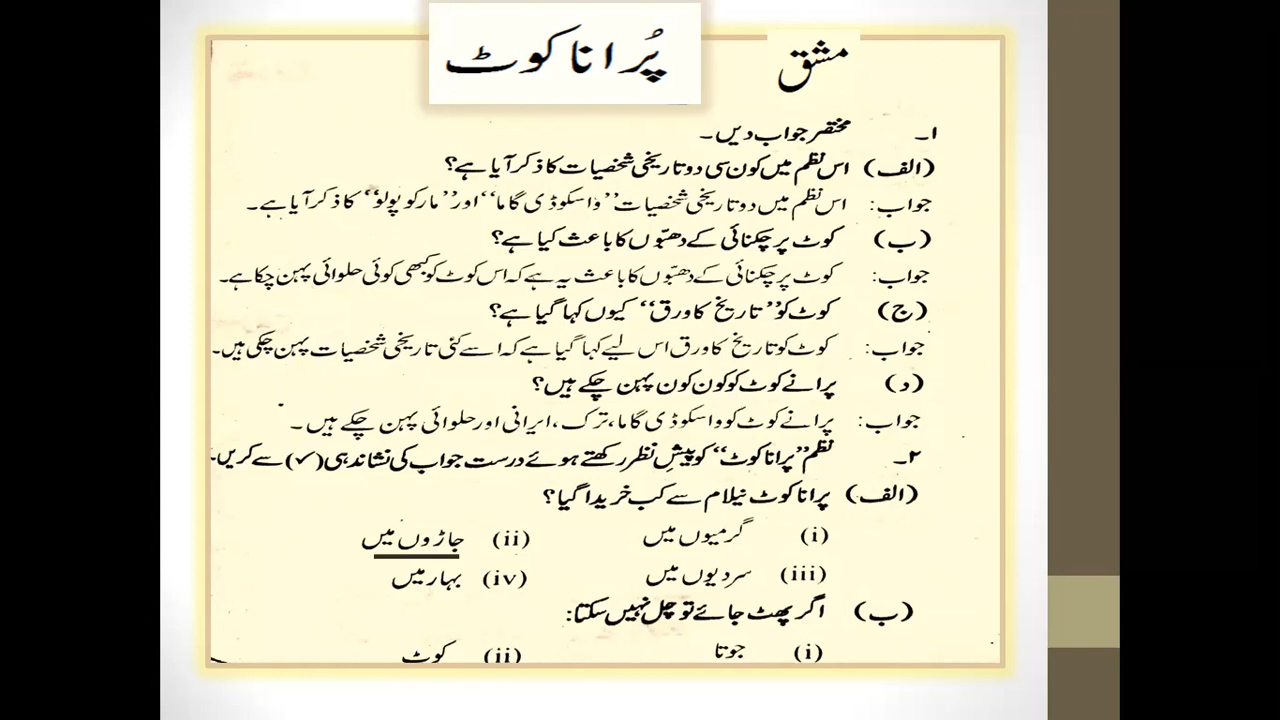 مشق
پُرانا کوٹ
۱۔ مختصر جواب دیں۔
(الف) اس نظم میں کون سی دو تاریخی شخصیات کا ذکر آیا ہے؟
جواب: اس نظم میں دو تاریخی شخصیات ”واسکوڈی گاما“ اور ”مارکوپولو“ کا ذکر آیا ہے۔
(ب) کوٹ پر چکنائی کے دھبّوں کا باعث کیا ہے؟
جواب: کوٹ پر چکنائی کے دھبّوں کا باعث یہ ہے کہ اس کوٹ کو کبھی کوئی حلوائی پہن چکا ہے۔
(ج) کوٹ کو ”تاریخ کا ورق“ کیوں کہا گیا ہے؟
جواب: کوٹ کو تاریخ کا ورق اس لیے کہا گیا ہے کہ اسے کئی تاریخی شخصیات پہن چکی ہیں۔
(د) پرانے کوٹ کو کون کون پہن چکے ہیں؟
جواب: پرانے کوٹ کو واسکوڈی گاما، ترک، ایرانی اور حلوائی پہن چکے ہیں۔
۲۔ نظم ”پرانا کوٹ“ کو پیشِ نظر رکھتے ہوئے درست جواب کی نشاندہی (✓) سے کریں۔
(الف) پرانا کوٹ نیلام سے کب خریدا گیا؟
(i) گرمیوں میں (ii) جاڑوں میں
(iii) سردیوں میں (iv) بہار میں
(ب) اگر پھٹ جائے تو چل نہیں سکتا:
(i) جوتا (ii) کوٹ